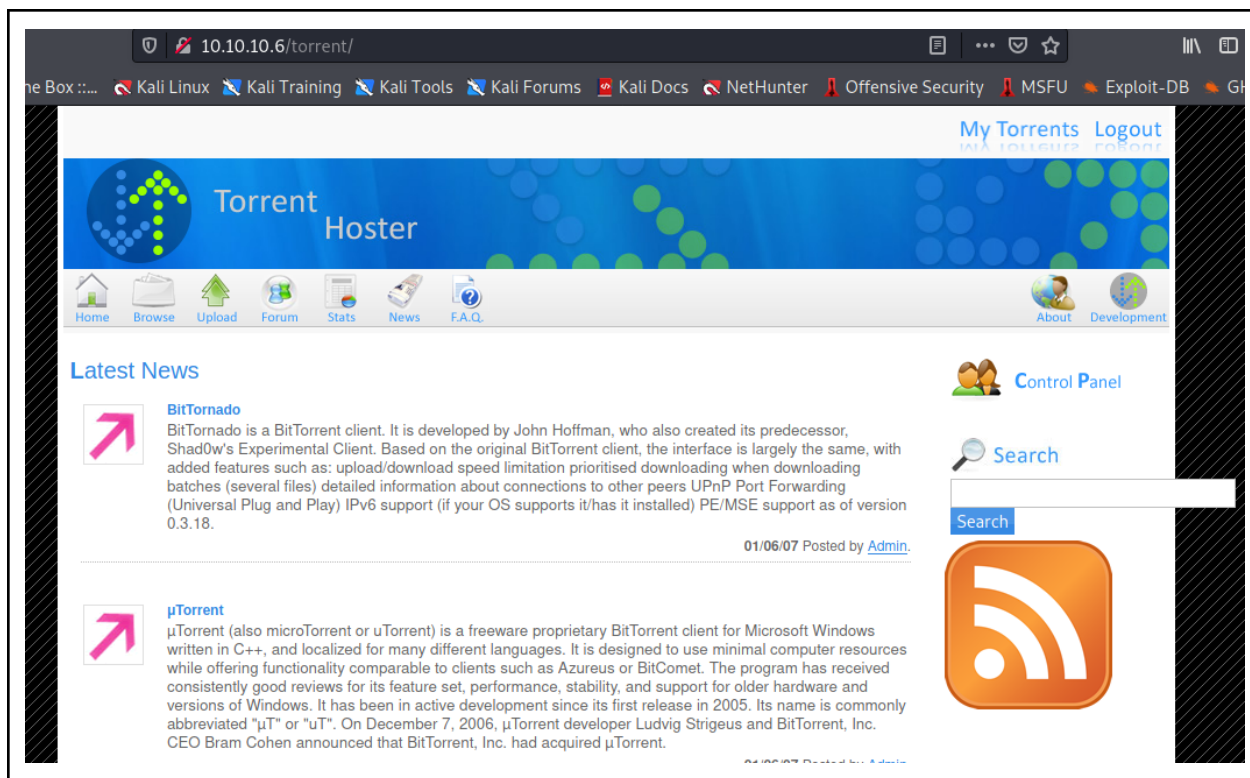 10.10.10.6/torrent/
ne Box ::… Kali Linux Kali Training Kali Tools Kali Forums Kali Docs NetHunter Offensive Security MSFU Exploit-DB GH
My Torrents Logout
Torrent
Hoster
Home Browse Upload Forum Stats News F.A.Q. About Development
Latest News
Control Panel
BitTornado
BitTornado is a BitTorrent client. It is developed by John Hoffman, who also created its predecessor,
Shad0w's Experimental Client. Based on the original BitTorrent client, the interface is largely the same, with
added features such as: upload/download speed limitation prioritised downloading when downloading
batches (several files) detailed information about connections to other peers UPnP Port Forwarding
(Universal Plug and Play) IPv6 support (if your OS supports it/has it installed) PE/MSE support as of version
0.3.18.
01/06/07 Posted by Admin.
Search
Search
µTorrent
µTorrent (also microTorrent or uTorrent) is a freeware proprietary BitTorrent client for Microsoft Windows
written in C++, and localized for many different languages. It is designed to use minimal computer resources
while offering functionality comparable to clients such as Azureus or BitComet. The program has received
consistently good reviews for its feature set, performance, stability, and support for older hardware and
versions of Windows. It has been in active development since its first release in 2005. Its name is commonly
abbreviated "µT" or "uT". On December 7, 2006, µTorrent developer Ludvig Strigeus and BitTorrent, Inc.
CEO Bram Cohen announced that BitTorrent, Inc. had acquired µTorrent.